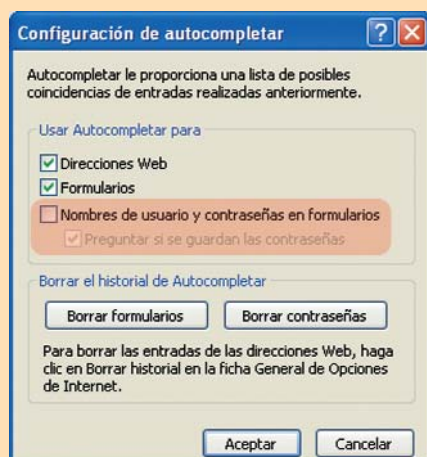 Configuración de autocompletar
Autocompletar le proporciona una lista de posibles
coincidencias de entradas realizadas anteriormente.
Usar Autocompletar para
Direcciones Web
Formularios
Nombres de usuario y contraseñas en formularios
Preguntar si se guardan las contraseñas
Borrar el historial de Autocompletar
Borrar formularios
Borrar contraseñas
Para borrar las entradas de las direcciones Web, haga
clic en Borrar historial en la ficha General de Opciones
de Internet.
Aceptar
Cancelar